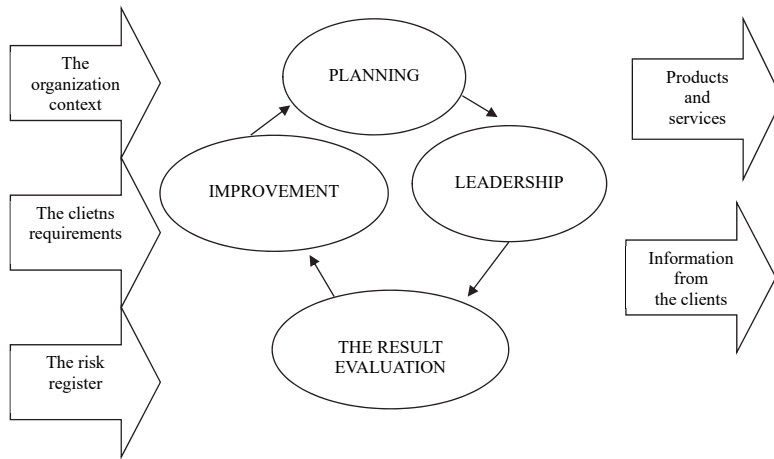 The
organization
context
The clietns
requirements
The risk
register
PLANNING
IMPROVEMENT
LEADERSHIP
THE RESULT
EVALUATION
Products
and
services
Information
from
the clients